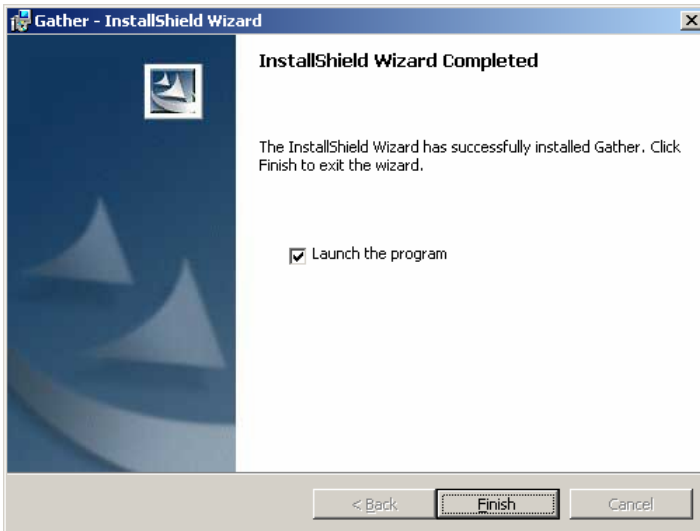 Gather - InstallShield Wizard
InstallShield Wizard Completed
The InstallShield Wizard has successfully installed Gather. Click
Finish to exit the wizard.
Launch the program
< Back
Finish
Cancel